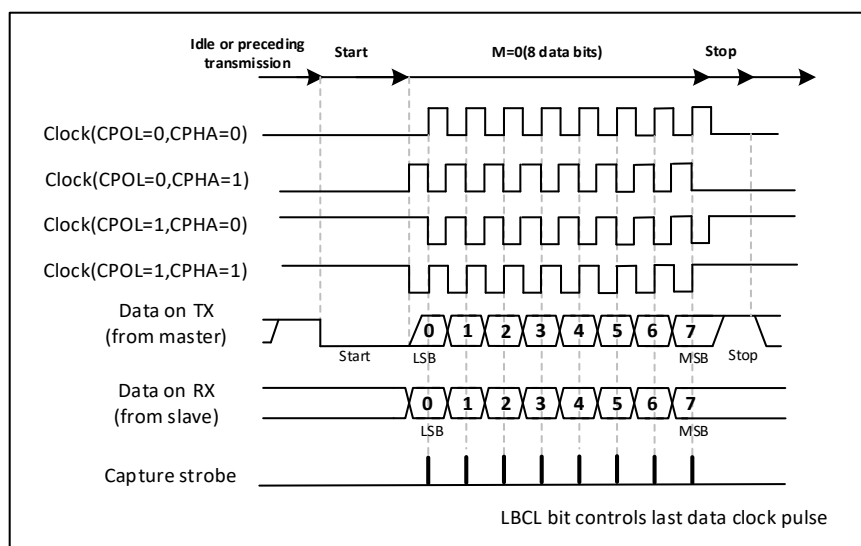 Idle or preceding
transmission
Start
M=0(8 data bits)
Stop
Clock(CPOL=0,CPHA=0)
Clock(CPOL=0,CPHA=1)
Clock(CPOL=1,CPHA=0)
Clock(CPOL=1,CPHA=1)
Data on TX
(from master)
0 1 2 3 4 5 6 7
Start
LSB
MSB
Stop
Data on RX
(from slave)
0 1 2 3 4 5 6 7
LSB
MSB
Capture strobe
LBCL bit controls last data clock pulse